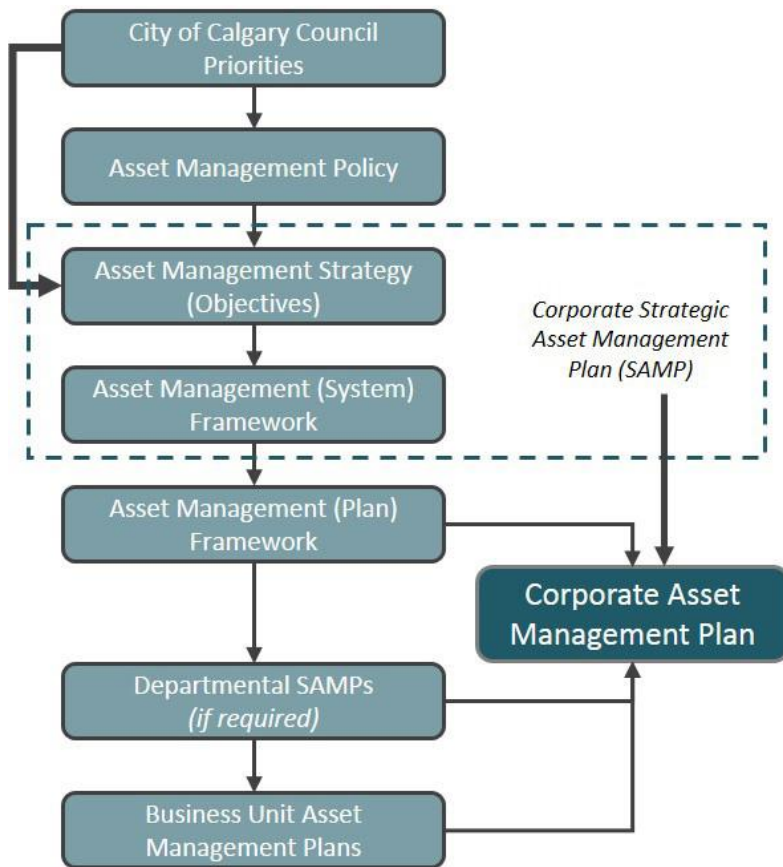 City of Calgary Council
Priorities
Asset Management Policy
Asset Management Strategy
(Objectives)
Corporate Strategic
Asset Management
Plan (SAMP)
Asset Management (System)
Framework
Asset Management (Plan)
Framework
Corporate Asset
Management Plan
Departmental SAMPs
(if required)
Business Unit Asset
Management Plans